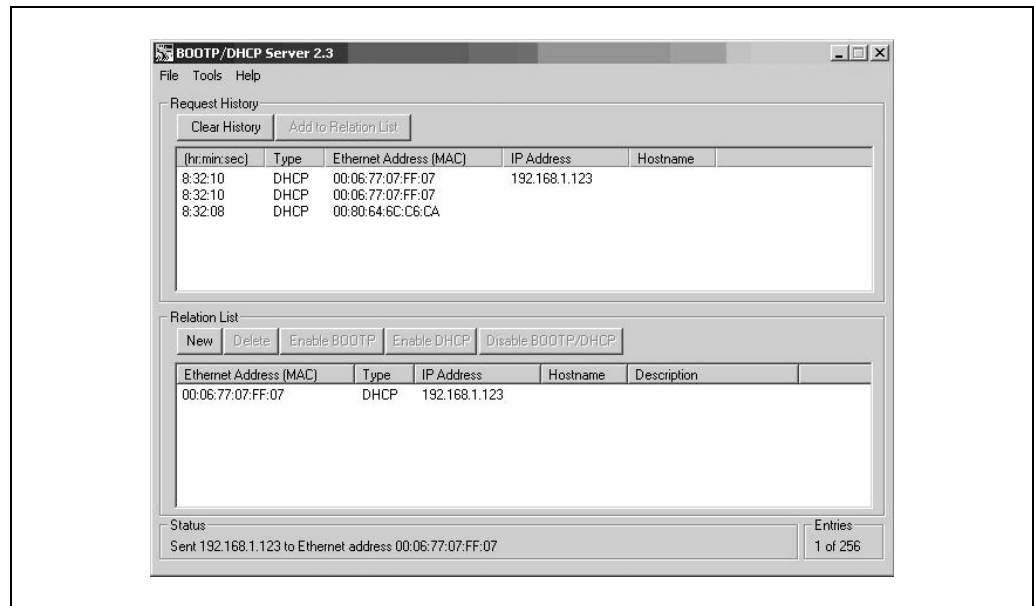 BOOTP/DHCP Server 2.3
File Tools Help
Request History
Clear History Add to Relation List
(hr:min:sec) Type Ethernet Address (MAC) IP Address Hostname
8:32:10 DHCP 00:06:77:07:FF:07 192.168.1.123
8:32:10 DHCP 00:06:77:07:FF:07
8:32:08 DHCP 00:80:64:6C:C6:CA
Relation List
New Delete Enable BOOTP Enable DHCP Disable BOOTP/DHCP
Ethernet Address (MAC) Type IP Address Hostname Description
00:06:77:07:FF:07 DHCP 192.168.1.123
Status Entries
Sent 192.168.1.123 to Ethernet address 00:06:77:07:FF:07 1 of 256